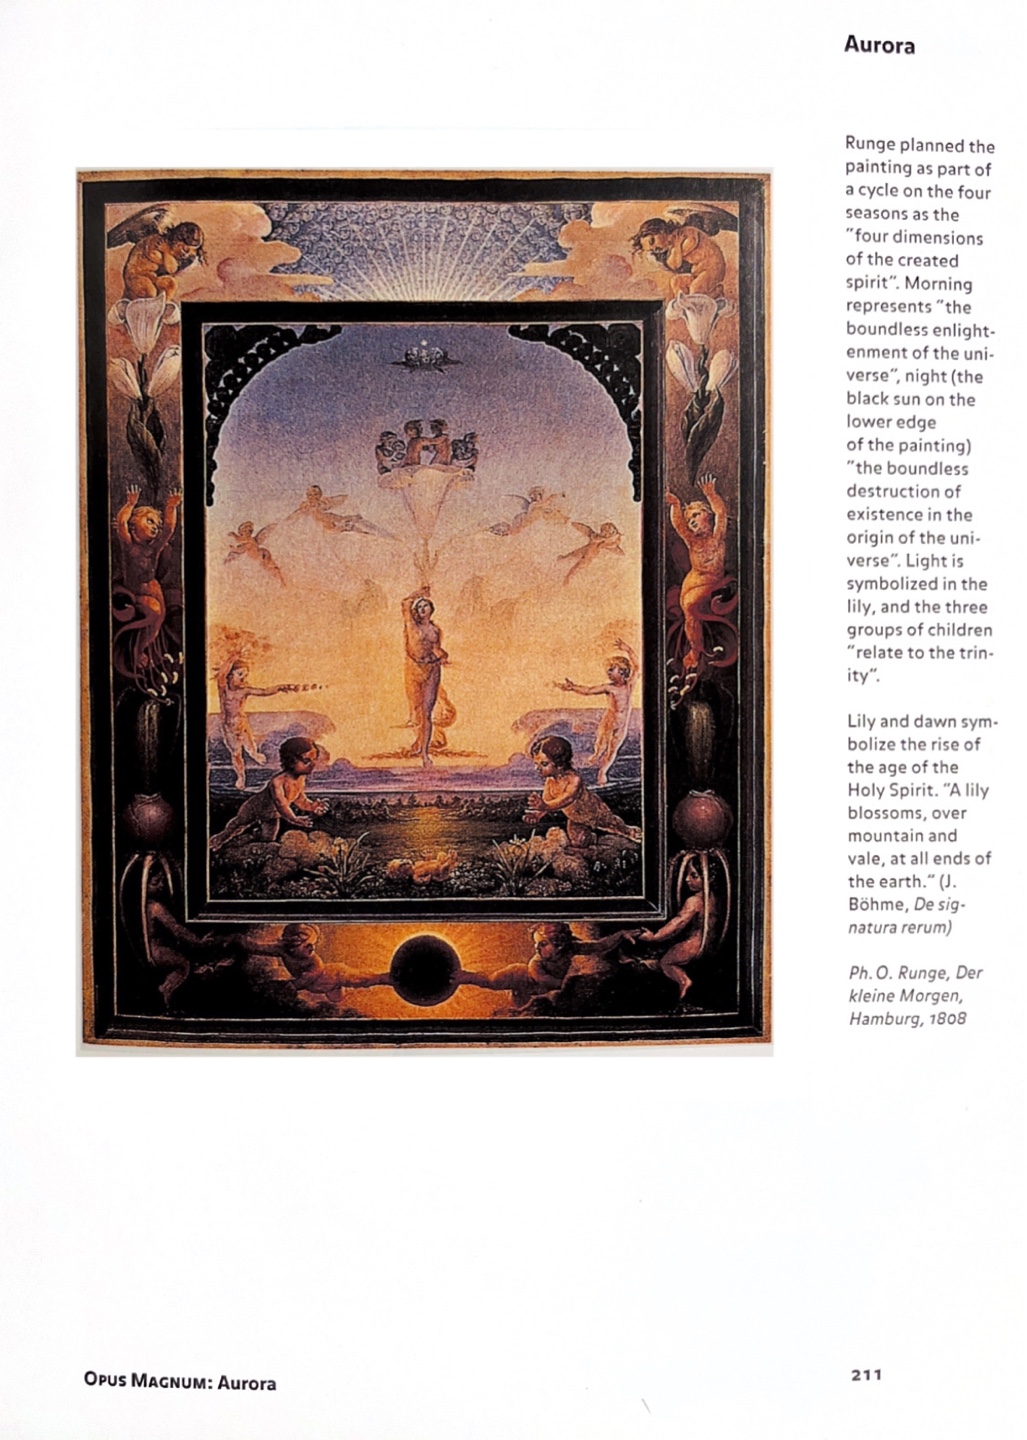 Aurora
Runge planned the
painting as part of
a cycle on the four
seasons as the
"four dimensions
of the created
spirit". Morning
represents "the
boundless enlight-
enment of the uni-
verse", night (the
black sun on the
lower edge
of the painting)
"the boundless
destruction of
existence in the
origin of the uni-
verse". Light is
symbolized in the
lily, and the three
groups of children
"relate to the trin-
ity".
Lily and dawn sym-
bolize the rise of
the age of the
Holy Spirit. "A lily
blossoms, over
mountain and
vale, at all ends of
the earth." (J.
Böhme, De sig-
natura rerum)
Ph. O. Runge, Der
kleine Morgen,
Hamburg, 1808
OPUS MAGNUM: Aurora
211